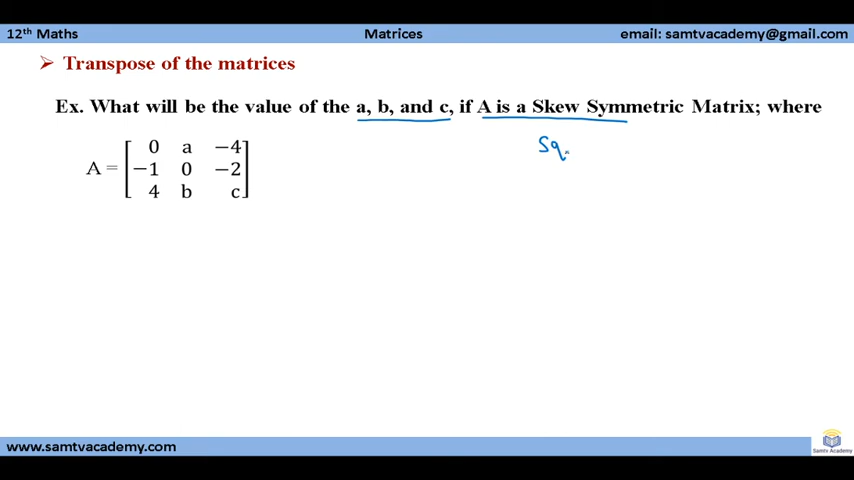 12th Maths Matrices email: samtvacademy@gmail.com
➢ Transpose of the matrices
Ex. What will be the value of the a, b, and c, if A is a Skew Symmetric Matrix; where
0 a −4
A = −1 0 −2
4 b c
Sq
www.samtvacademy.com
Samtv Academy